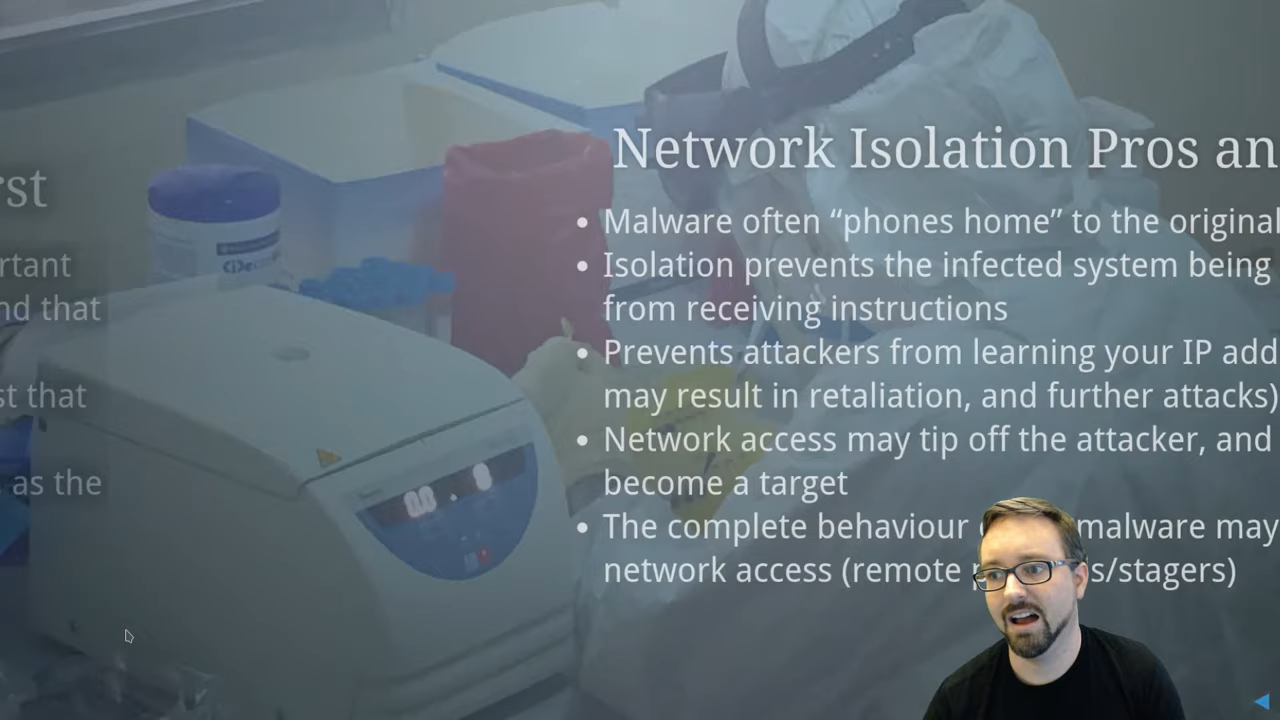 rst
rtant
nd that
st that
as the
Network Isolation Pros an
• Malware often “phones home” to the original
• Isolation prevents the infected system being
from receiving instructions
• Prevents attackers from learning your IP add
may result in retaliation, and further attacks)
• Network access may tip off the attacker, and
become a target
• The complete behaviour malware may
network access (remote s/stagers)